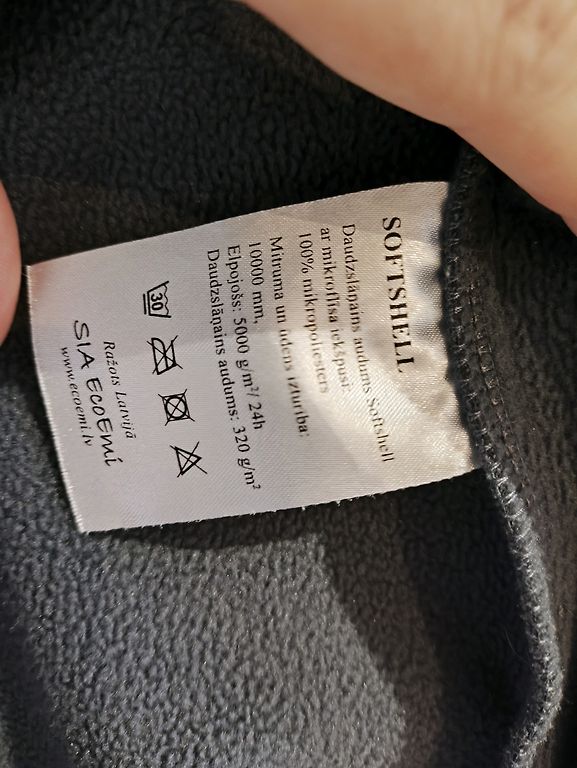 SOFTSHELL
Daudzslāņains audums Softshell
ar mikroflīsa iekšpusi:
100% mikropoliesters
Mitruma un ūdens izturība:
10000 mm,
Elpojošs: 5000 g/m²/ 24h
Daudzslāņains audums: 320 g/m²
30
Ražots Latvijā
SIA EcoEmi
www.ecoemi.lv